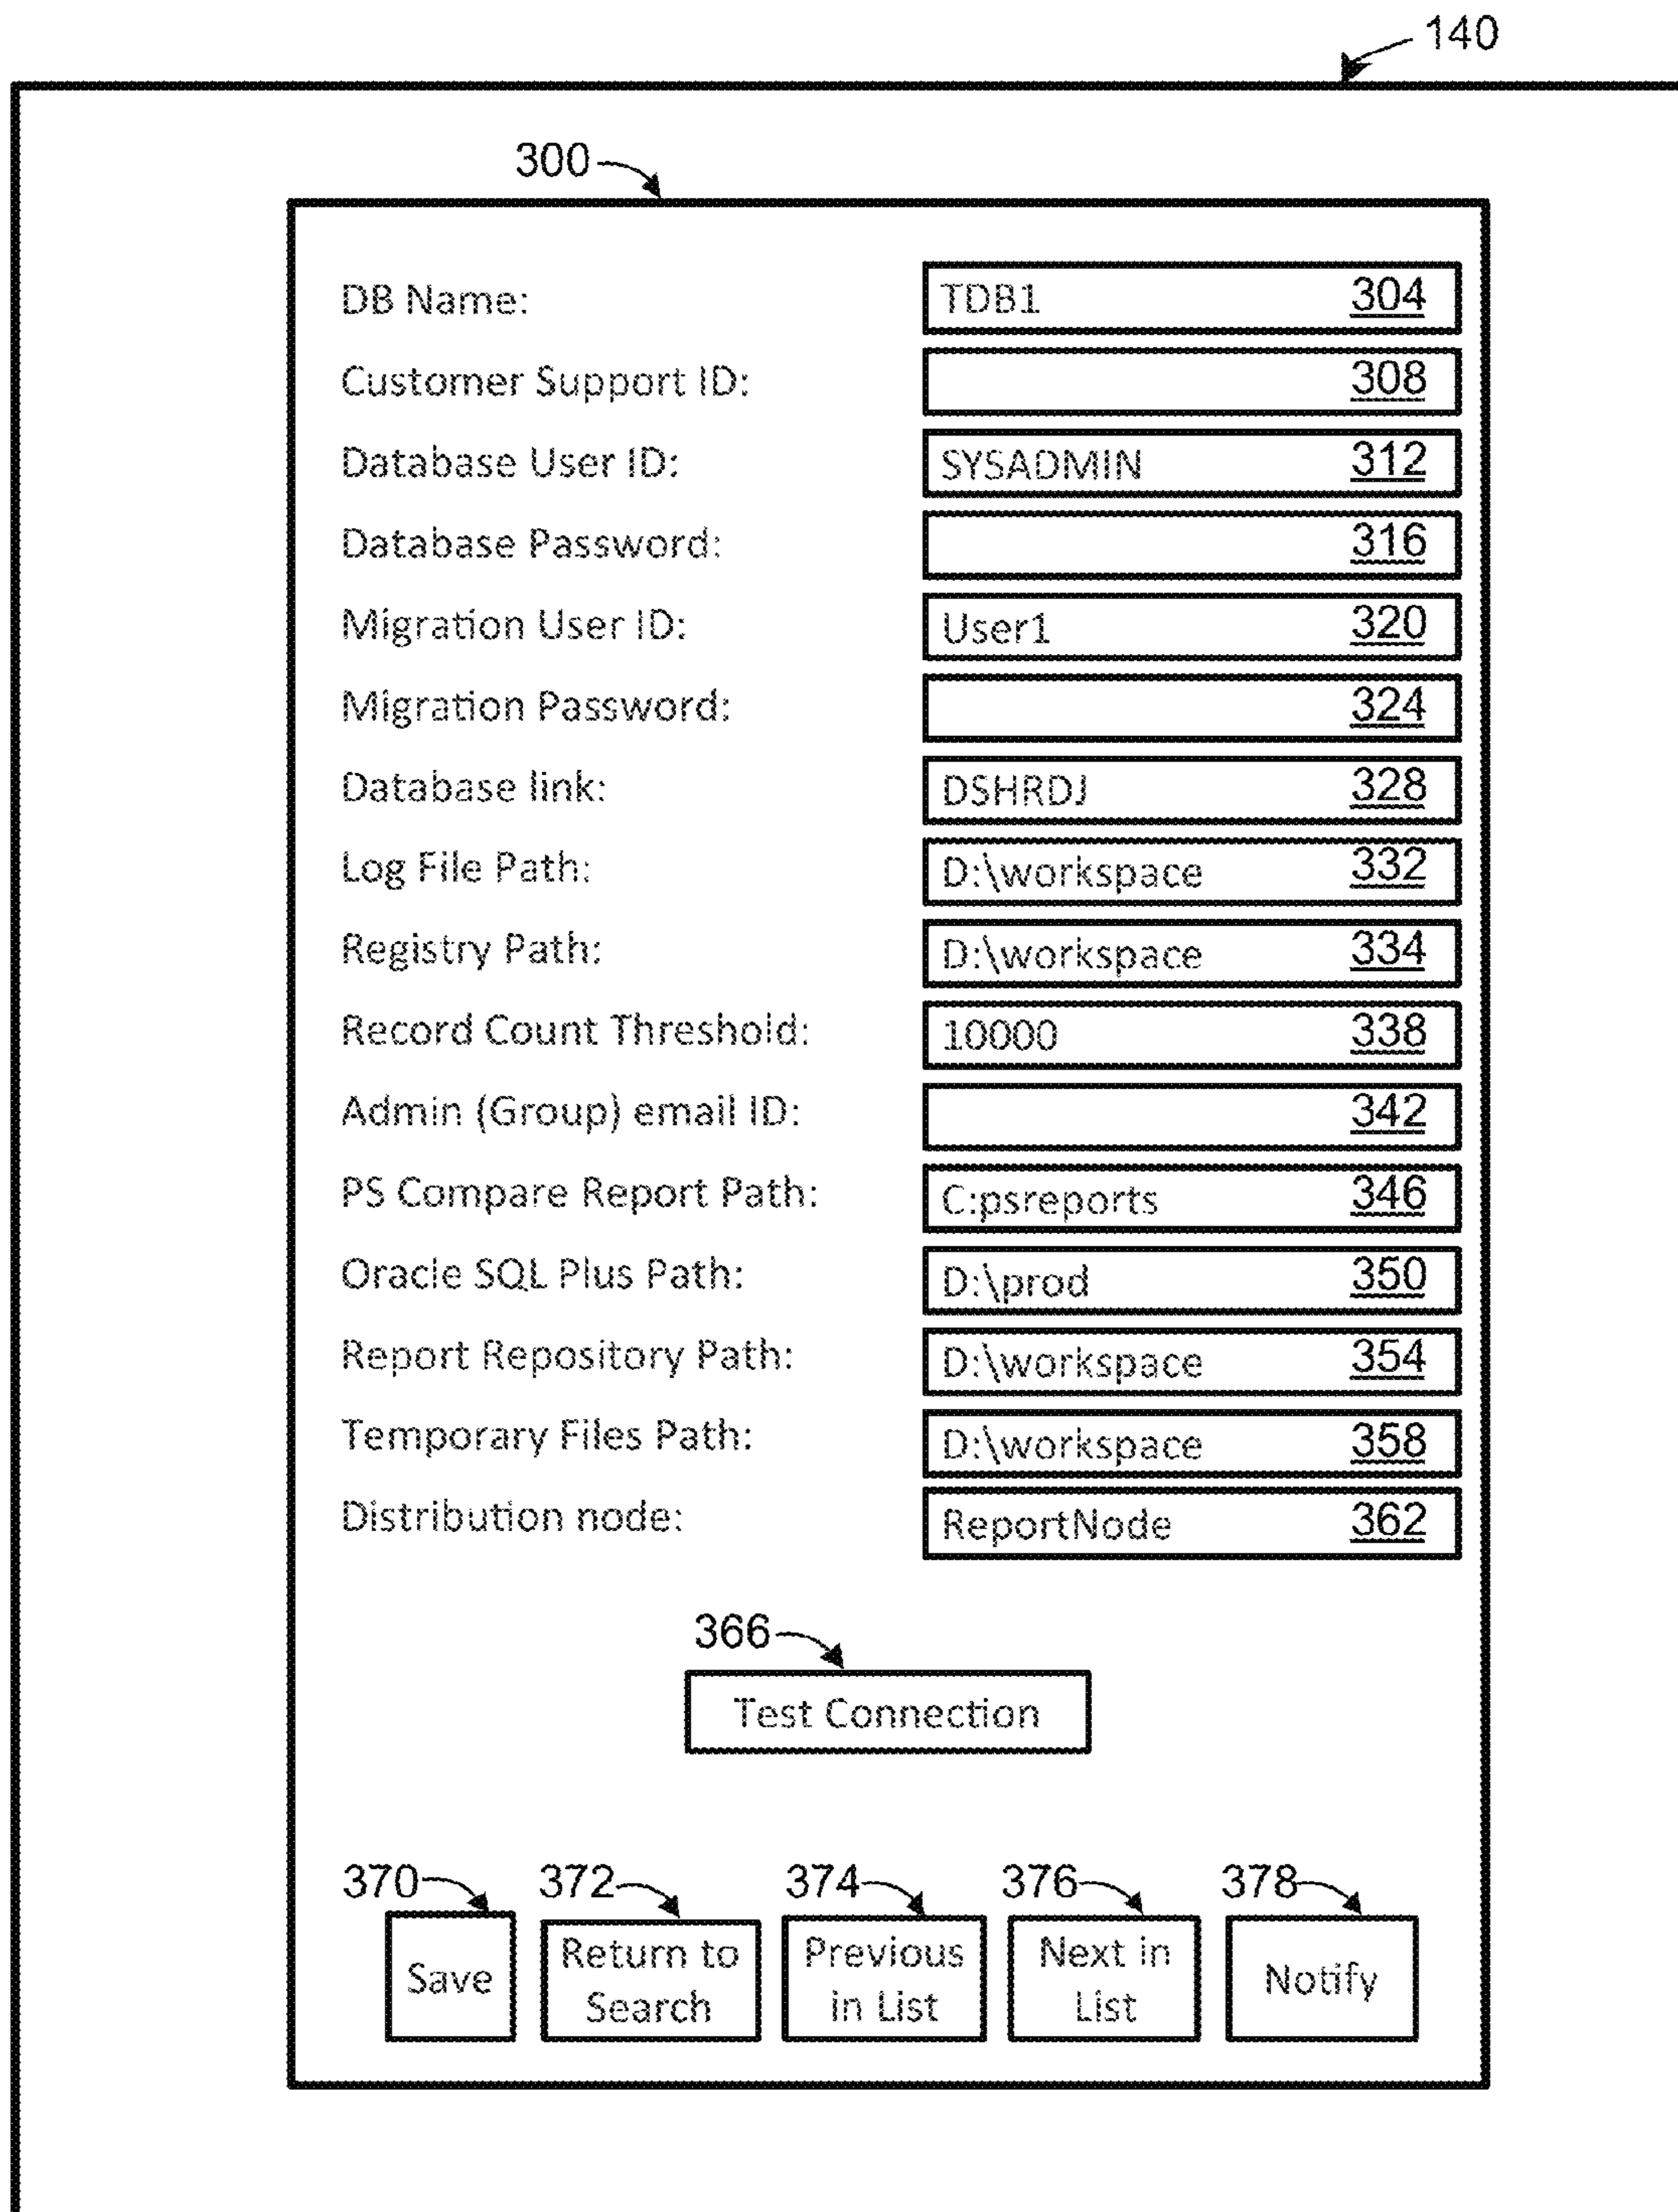 140
300
DB Name: TDB1 304
Customer Support ID: 308
Database User ID: SYSADMIN 312
Database Password: 316
Migration User ID: User1 320
Migration Password: 324
Database link: DSHRDJ 328
Log File Path: D:\workspace 332
Registry Path: D:\workspace 334
Record Count Threshold: 10000 338
Admin (Group) email ID: 342
PS Compare Report Path: C:psreports 346
Oracle SQL Plus Path: D:\prod 350
Report Repository Path: D:\workspace 354
Temporary Files Path: D:\workspace 358
Distribution node: ReportNode 362
366
Test Connection
370 372 374 376 378
Save
Return to
Search
Previous
in List
Next in
List
Notify